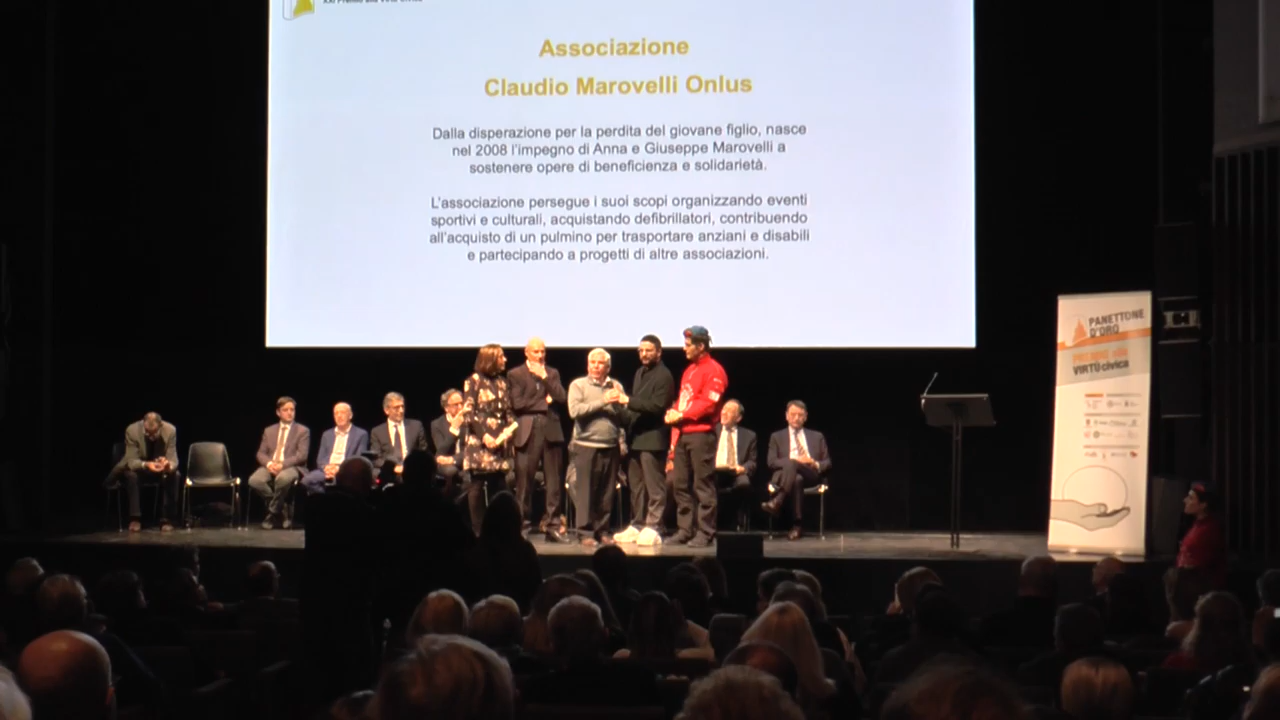 Associazione
Claudio Marovelli Onlus
Dalla disperazione per la perdita del giovane figlio, nasce
nel 2008 l'impegno di Anna e Giuseppe Marovelli a
sostenere opere di beneficienza e solidarietà.
L'associazione persegue i suoi scopi organizzando eventi
sportivi e culturali, acquistando defibrillatori, contribuendo
all'acquisto di un pulmino per trasportare anziani e disabili
e partecipando a progetti di altre associazioni.
PANETTONE
D'ORO
PREMIO alla
VIRTÙ civica